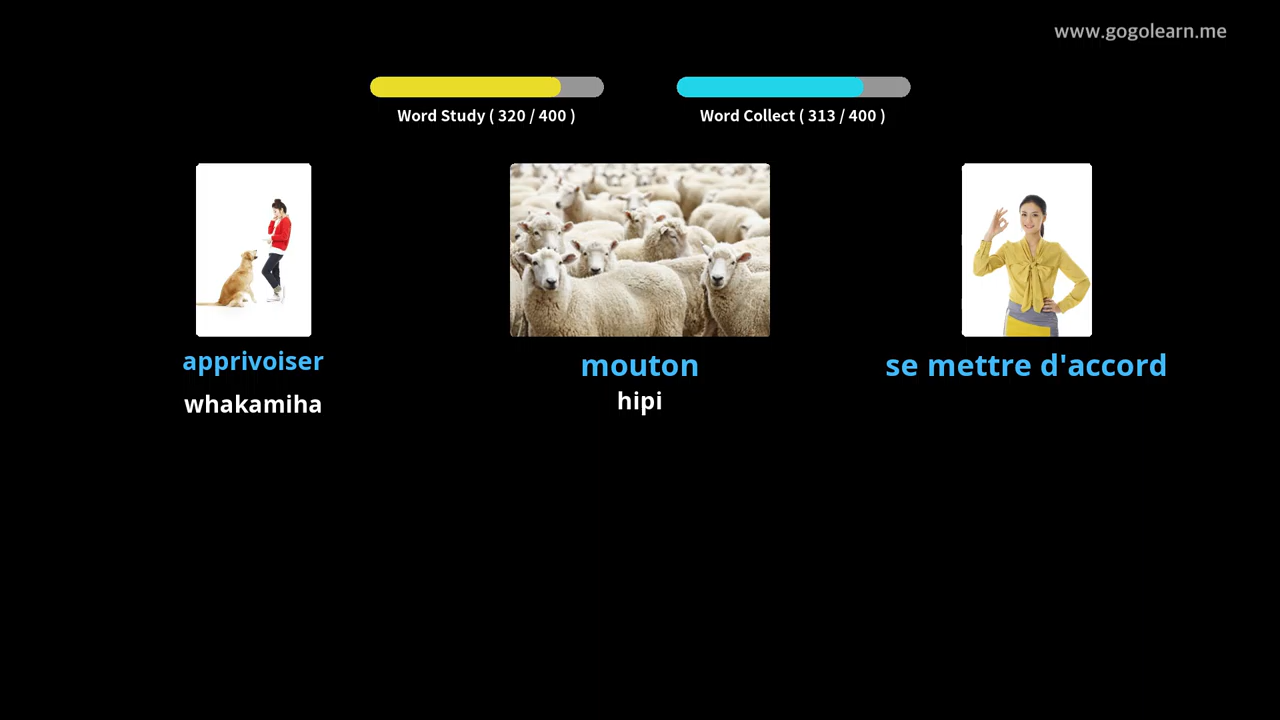 www.gogolearn.me
Word Study ( 320 / 400 )
Word Collect ( 313 / 400 )
apprivoiser
whakamiha
mouton
hipi
se mettre d'accord